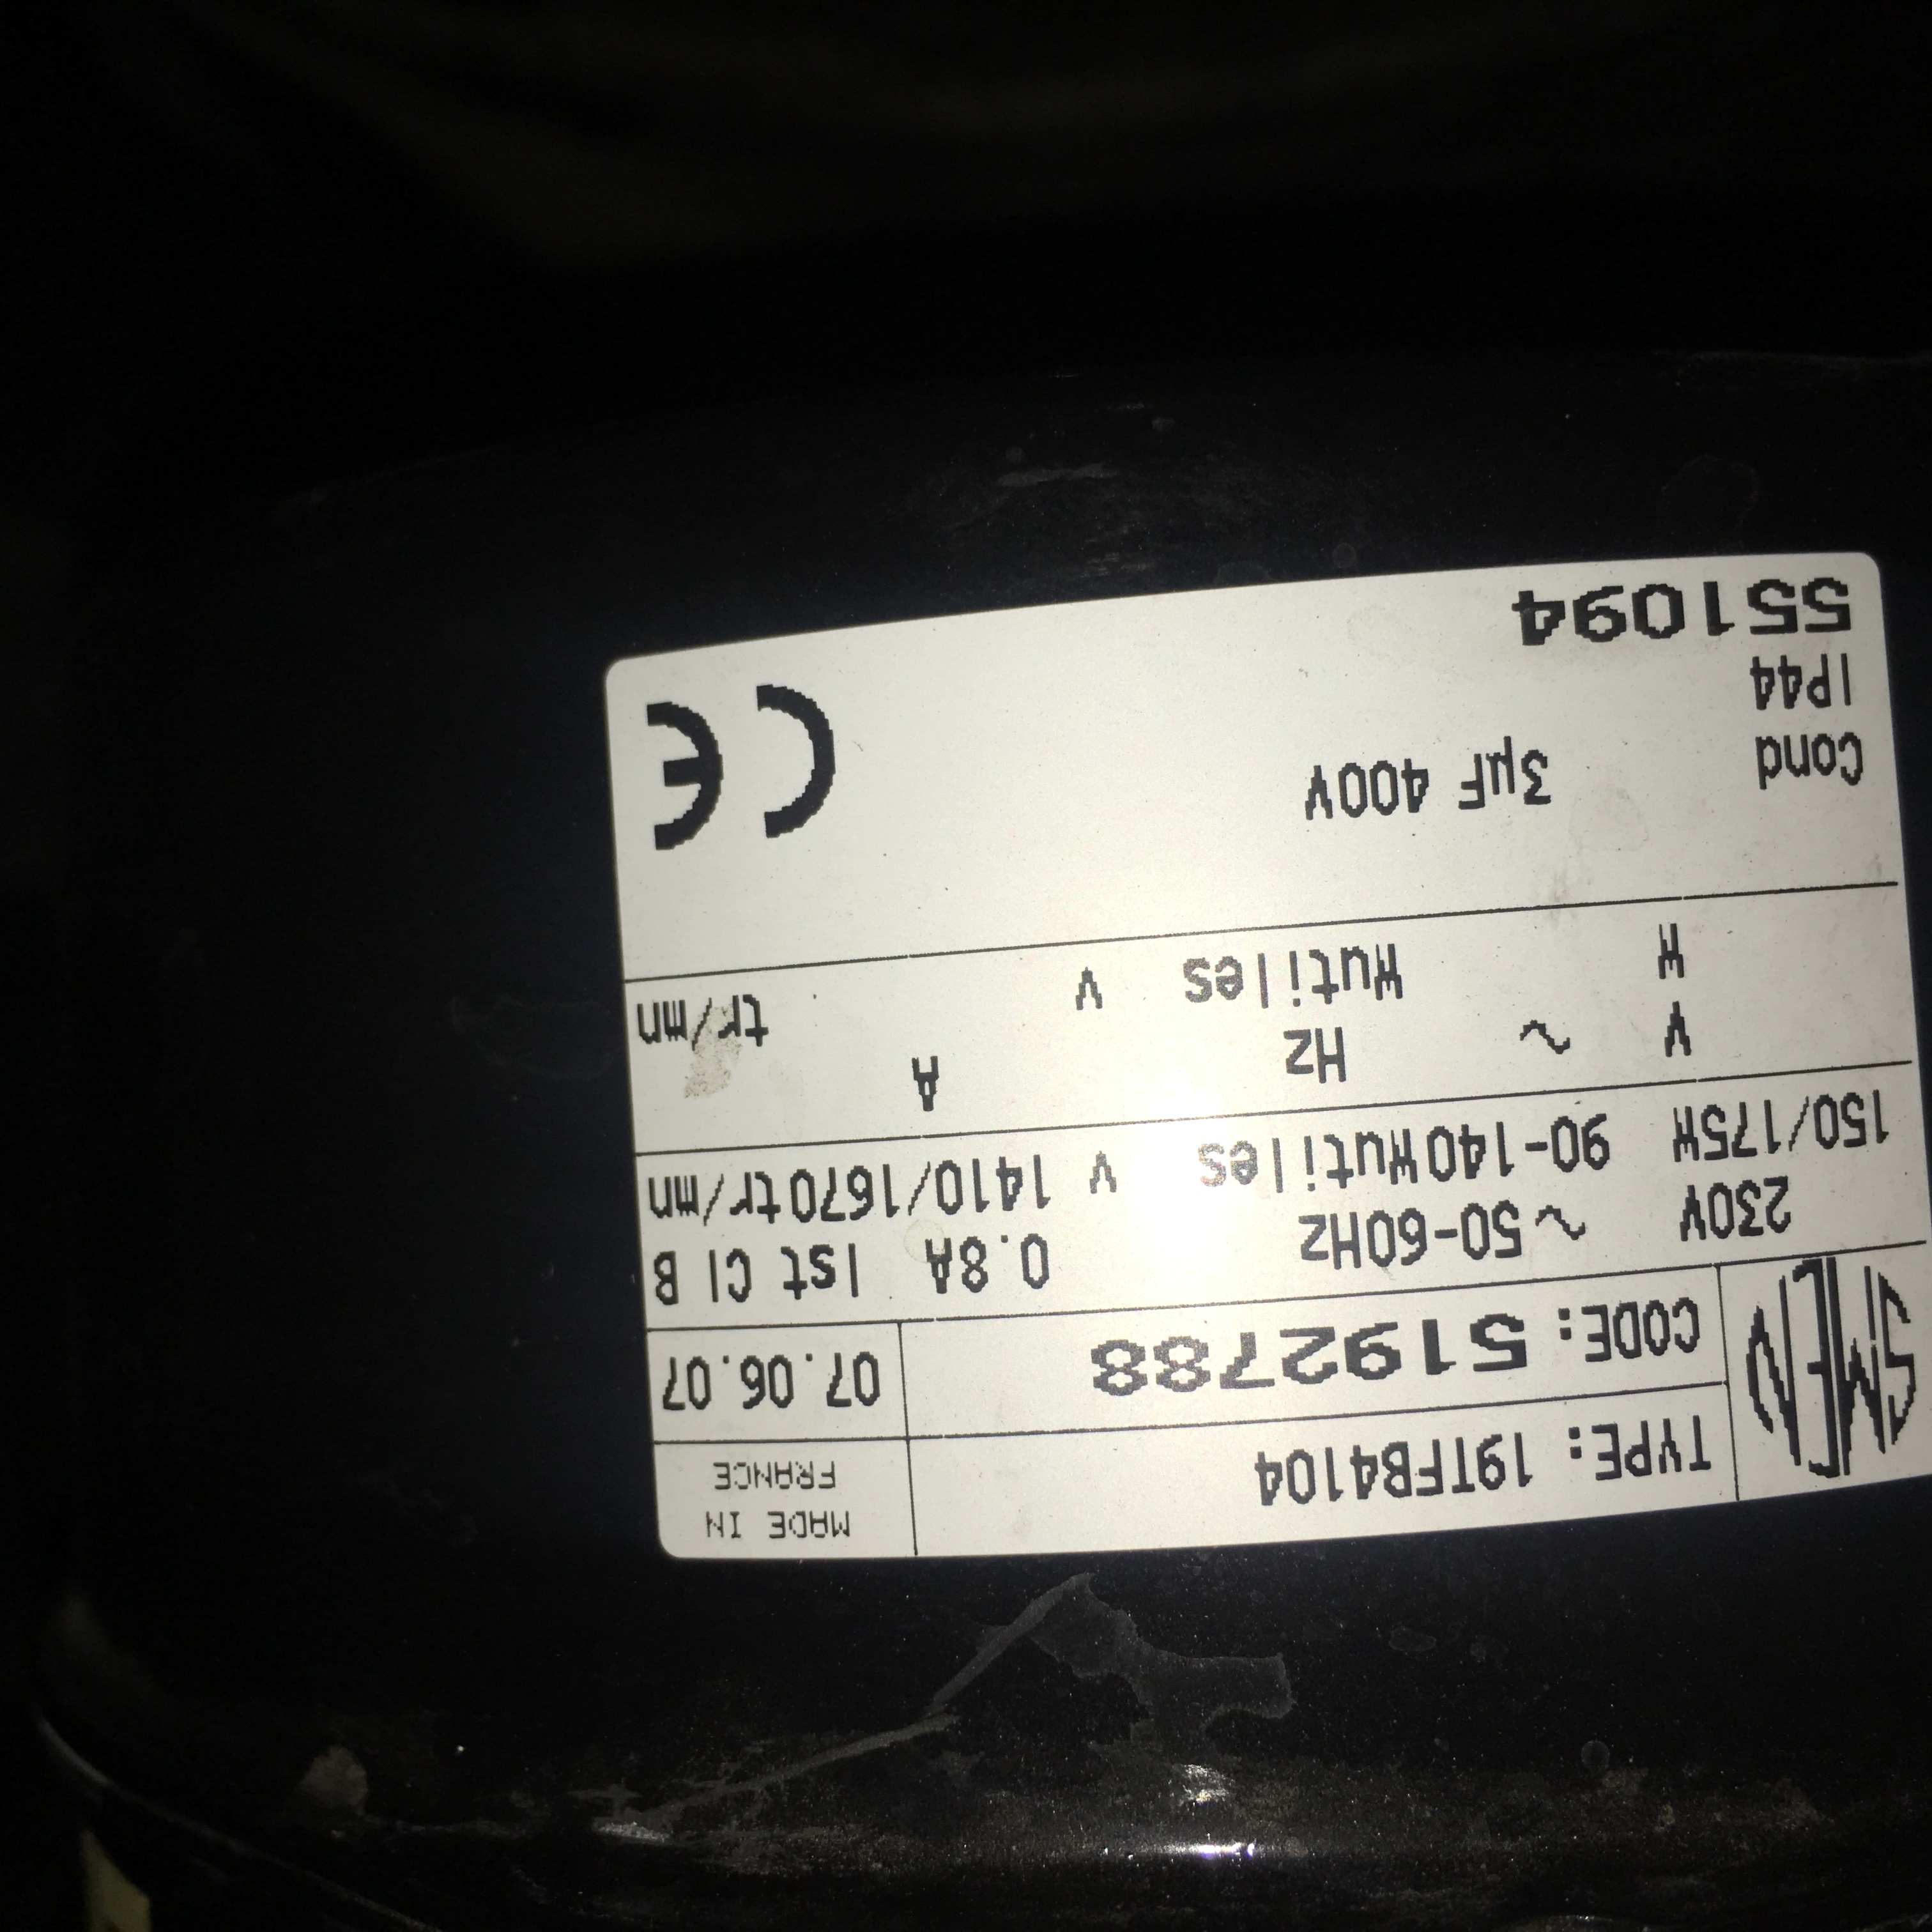 SIMEN
TYPE: 19TFB4104
MADE IN
FRANCE
CODE: 5192788
07.06.07
230V ~ 50-60Hz 0.8A Ist Cl B
150/175W 90-140Wutiles v 1410/1670tr/mn
V ~ Hz A
W Wutiles v tr/mn
Cond 3µF 400V
IP44
551094
CE